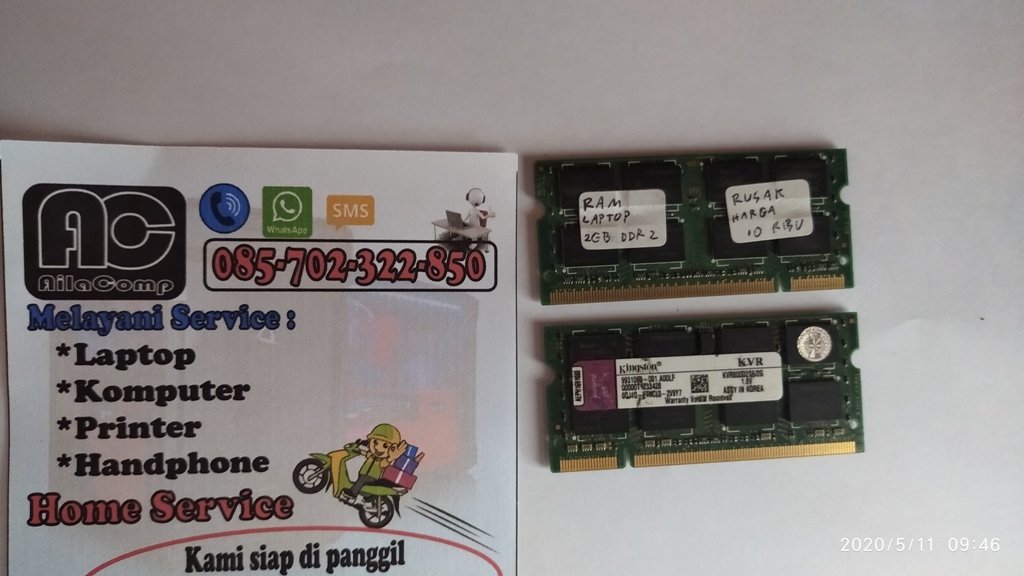 AC
AilaComp
WhatsApp
SMS
085-702-322-850
Melayani Service :
*Laptop
*Komputer
*Printer
*Handphone
Home Service
Kami siap di panggil
RAM
LAPTOP
2GB DDR2
RUSAK
HARGA
10 RIBU
Kingston
KVR
1.8V
ASSY IN KOREA
Warranty Void If Removed
2020/5/11 09:46